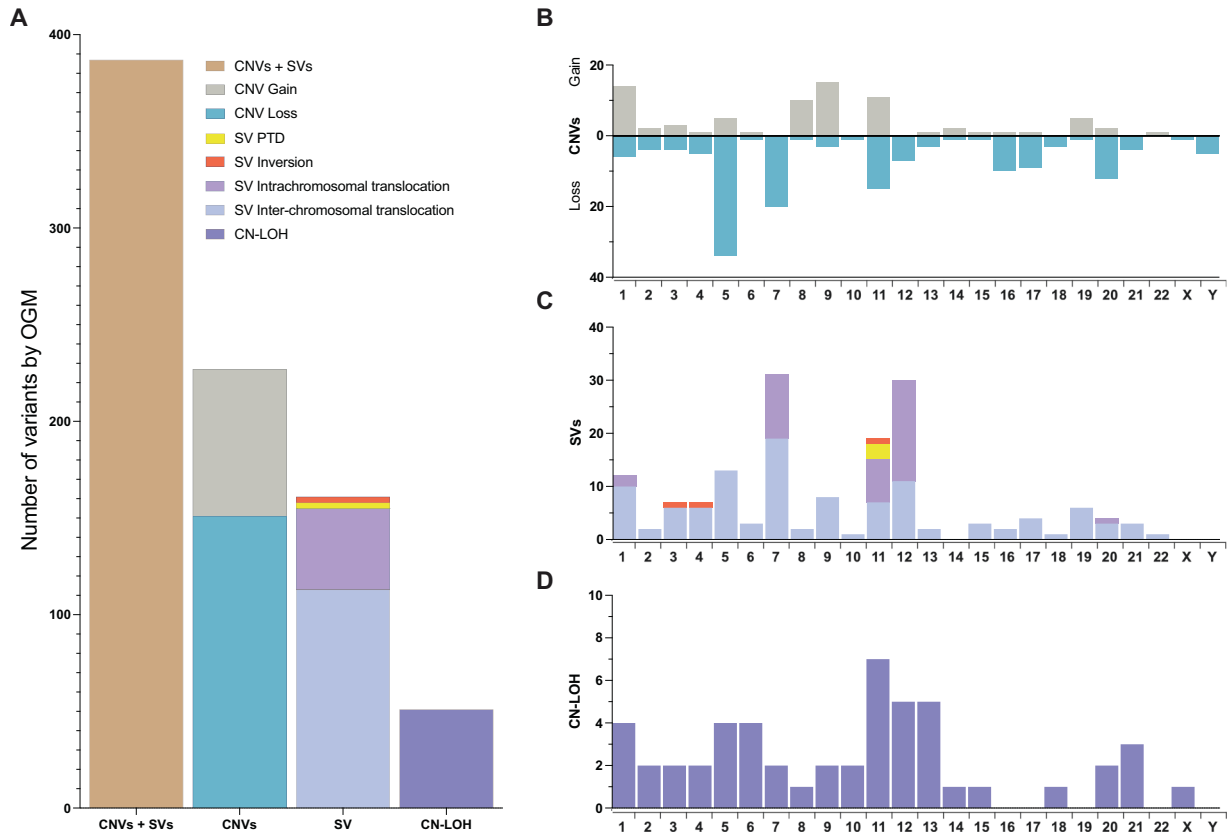 A
Number of variants by OGM
400
300
200
100
0
CNVs + SVs
CNV Gain
CNV Loss
SV PTD
SV Inversion
SV Intrachromosomal translocation
SV Inter-chromosomal translocation
CN-LOH
CNVs + SVs CNVs SV CN-LOH
B
Gain
CNVs
Loss
20
0
20
40
1 2 3 4 5 6 7 8 9 10 11 12 13 14 15 16 17 18 19 20 21 22 X Y
C
SVs
40
30
20
10
0
1 2 3 4 5 6 7 8 9 10 11 12 13 14 15 16 17 18 19 20 21 22 X Y
D
CN-LOH
10
8
6
4
2
0
1 2 3 4 5 6 7 8 9 10 11 12 13 14 15 16 17 18 19 20 21 22 X Y